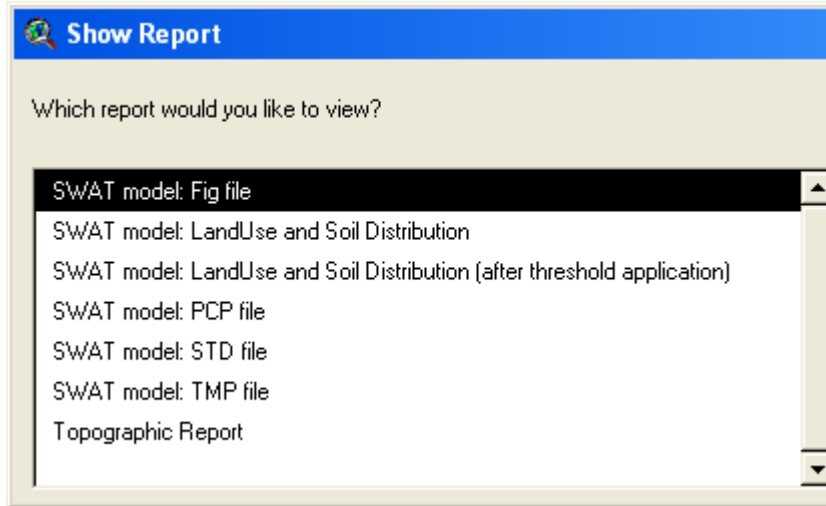 Show Report
Which report would you like to view?
SWAT model: Fig file
SWAT model: LandUse and Soil Distribution
SWAT model: LandUse and Soil Distribution (after threshold application)
SWAT model: PCP file
SWAT model: STD file
SWAT model: TMP file
Topographic Report